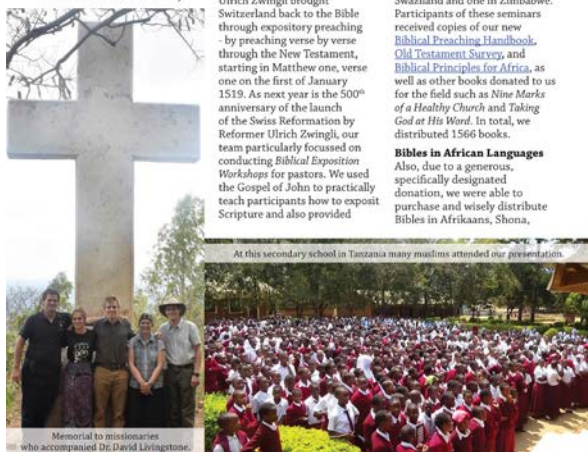 Ulrich Zwingli brought
Switzerland back to the Bible
through expository preaching
- by preaching verse by verse
through the New Testament,
starting in Matthew one, verse
one on the first of January
1519. As next year is the 500th
anniversary of the launch
of the Swiss Reformation by
Reformer Ulrich Zwingli, our
team particularly focussed on
conducting Biblical Exposition
Workshops for pastors. We used
the Gospel of John to practically
teach participants how to exposit
Scripture and also provided
Swaziland and one in Zimbabwe.
Participants of these seminars
received copies of our new
Biblical Preaching Handbook,
Old Testament Survey, and
Biblical Principles for Africa, as
well as other books donated to us
for the field such as Nine Marks
of a Healthy Church and Taking
God at His Word. In total, we
distributed 1566 books.
Bibles in African Languages
Also, due to a generous,
specifically designated
donation, we were able to
purchase and wisely distribute
Bibles in Afrikaans, Shona,
At this secondary school in Tanzania many muslims attended our presentation.
Memorial to missionaries
who accompanied Dr. David Livingstone.